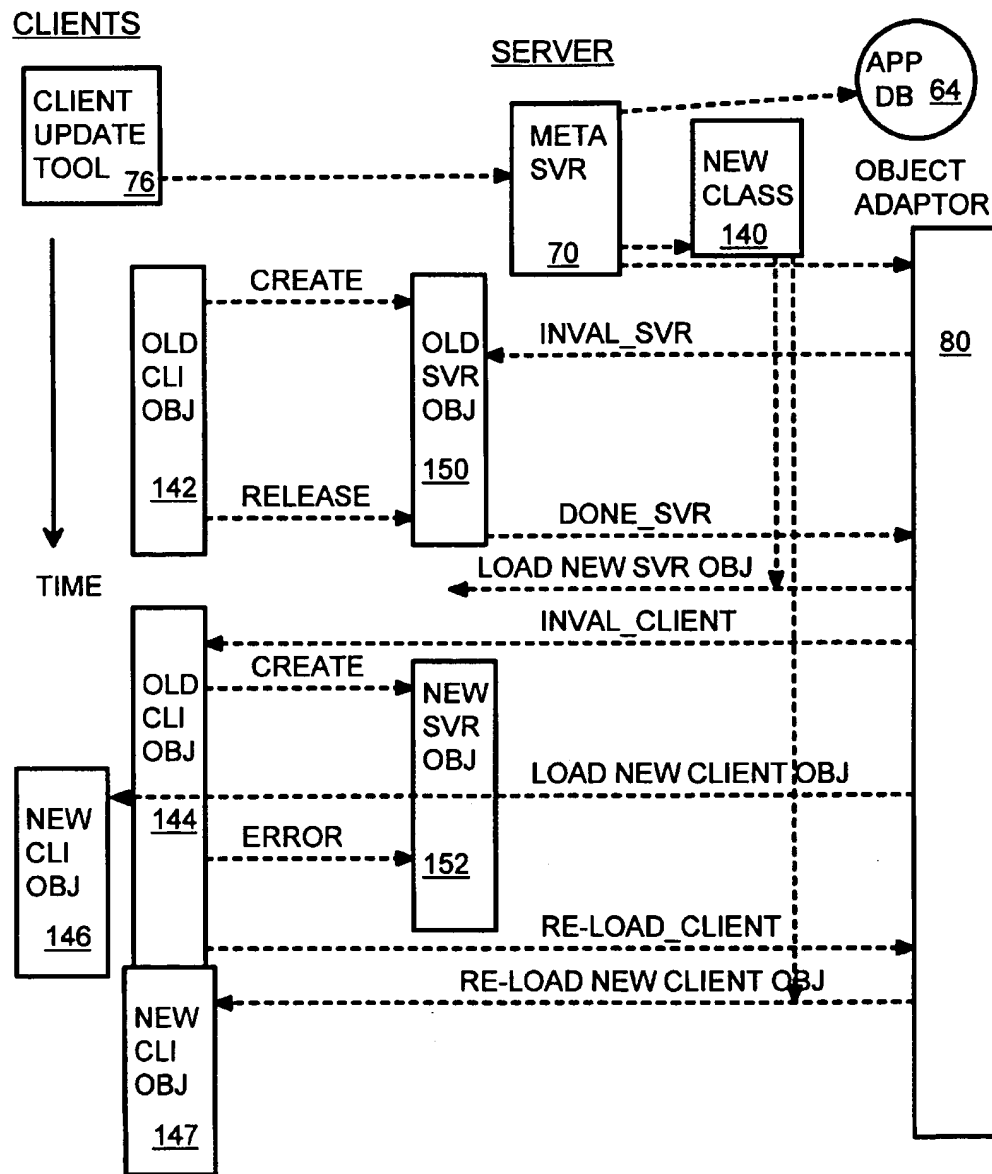 CLIENTS
SERVER
CLIENT
UPDATE
TOOL
76
META
SVR
70
NEW
CLASS
140
APP
DB 64
OBJECT
ADAPTOR
80
CREATE
OLD
CLI
OBJ
142
OLD
SVR
OBJ
150
INVAL_SVR
RELEASE
DONE_SVR
LOAD NEW SVR OBJ
TIME
INVAL_CLIENT
CREATE
OLD
CLI
OBJ
144
NEW
SVR
OBJ
152
LOAD NEW CLIENT OBJ
NEW
CLI
OBJ
146
ERROR
RE-LOAD_CLIENT
RE-LOAD NEW CLIENT OBJ
NEW
CLI
OBJ
147